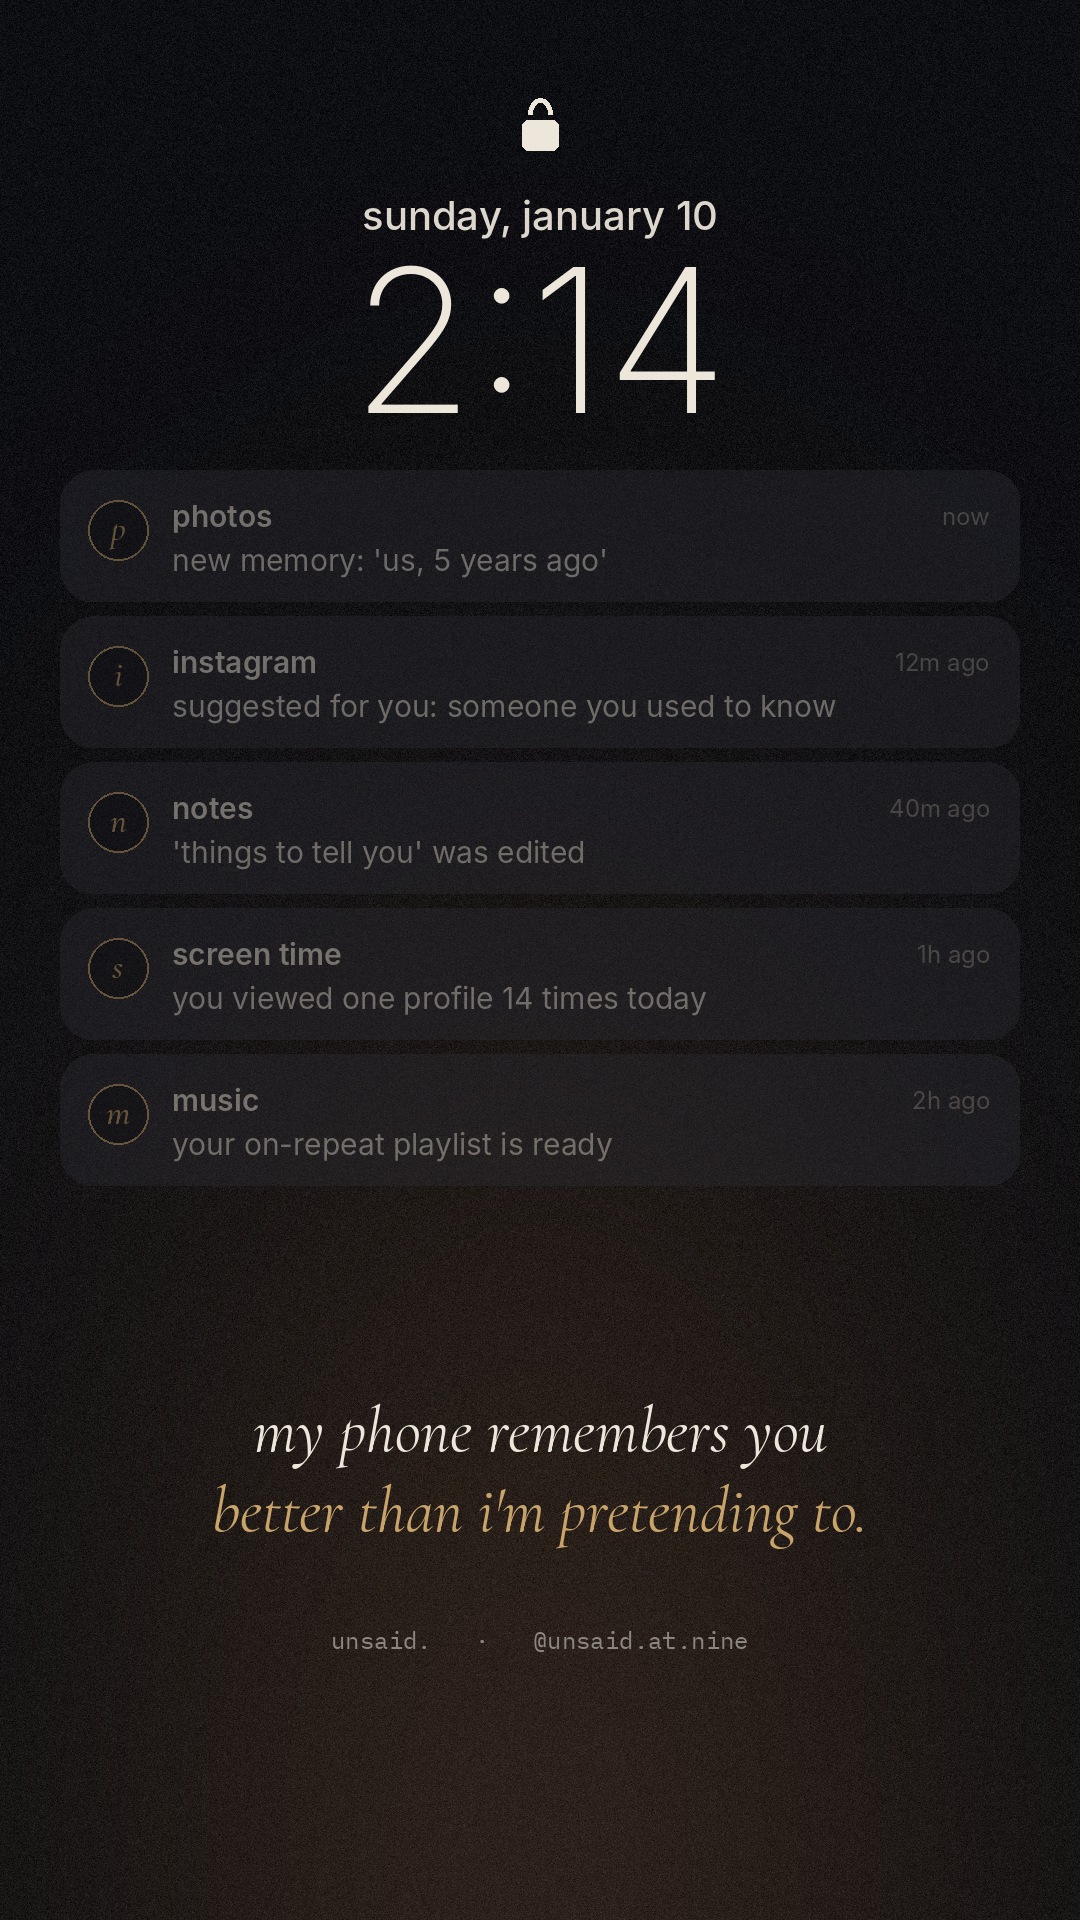 sunday, january 10
2:14
p
photos
now
new memory: 'us, 5 years ago'
i
instagram
12m ago
suggested for you: someone you used to know
n
notes
40m ago
'things to tell you' was edited
s
screen time
1h ago
you viewed one profile 14 times today
m
music
2h ago
your on-repeat playlist is ready
my phone remembers you
better than i'm pretending to.
unsaid. · @unsaid.at.nine